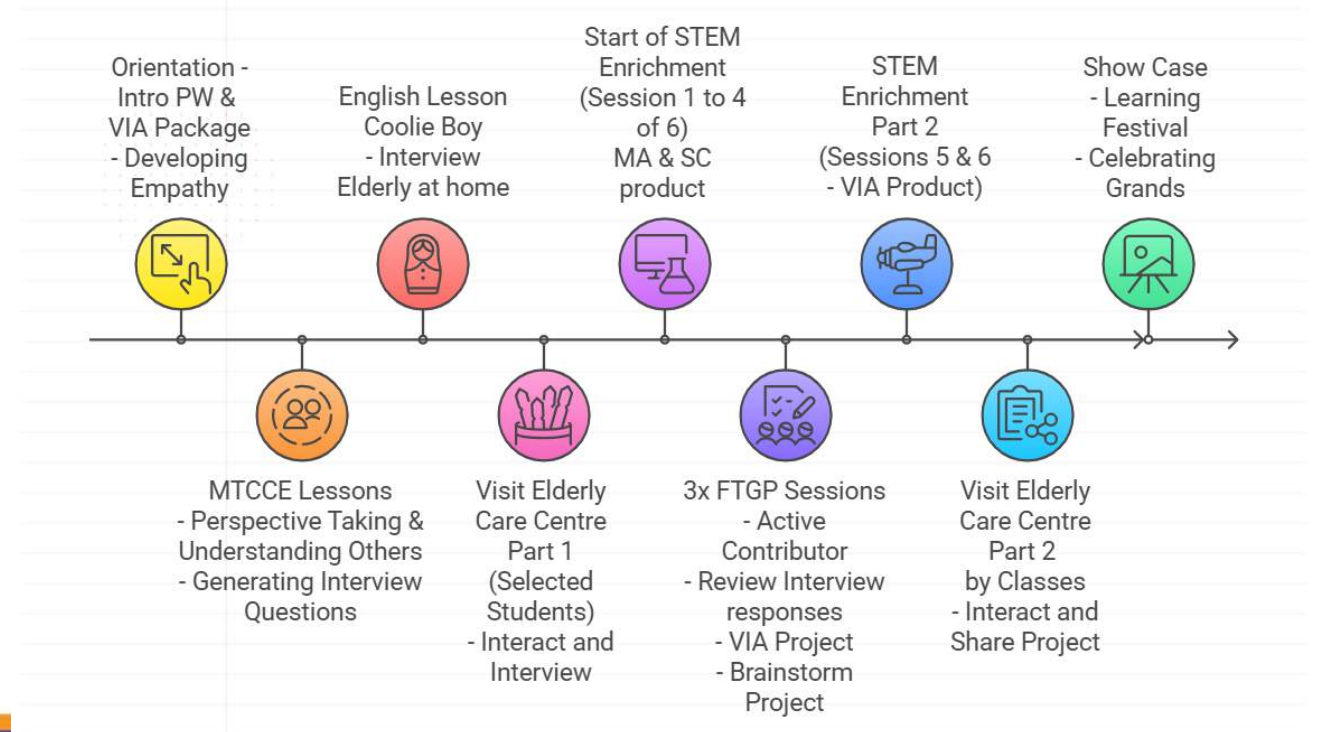 Orientation -
Intro PW &
VIA Package
- Developing
Empathy
MTCCE Lessons
- Perspective Taking &
Understanding Others
- Generating Interview
Questions
English Lesson
Coolie Boy
- Interview
Elderly at home
Visit Elderly
Care Centre
Part 1
(Selected
Students)
- Interact and
Interview
Start of STEM
Enrichment
(Session 1 to 4
of 6)
MA & SC
product
3x FTGP Sessions
- Active
Contributor
- Review Interview
responses
- VIA Project
- Brainstorm
Project
STEM
Enrichment
Part 2
(Sessions 5 & 6
- VIA Product)
Visit Elderly
Care Centre
Part 2
by Classes
- Interact and
Share Project
Show Case
- Learning
Festival
- Celebrating
Grands